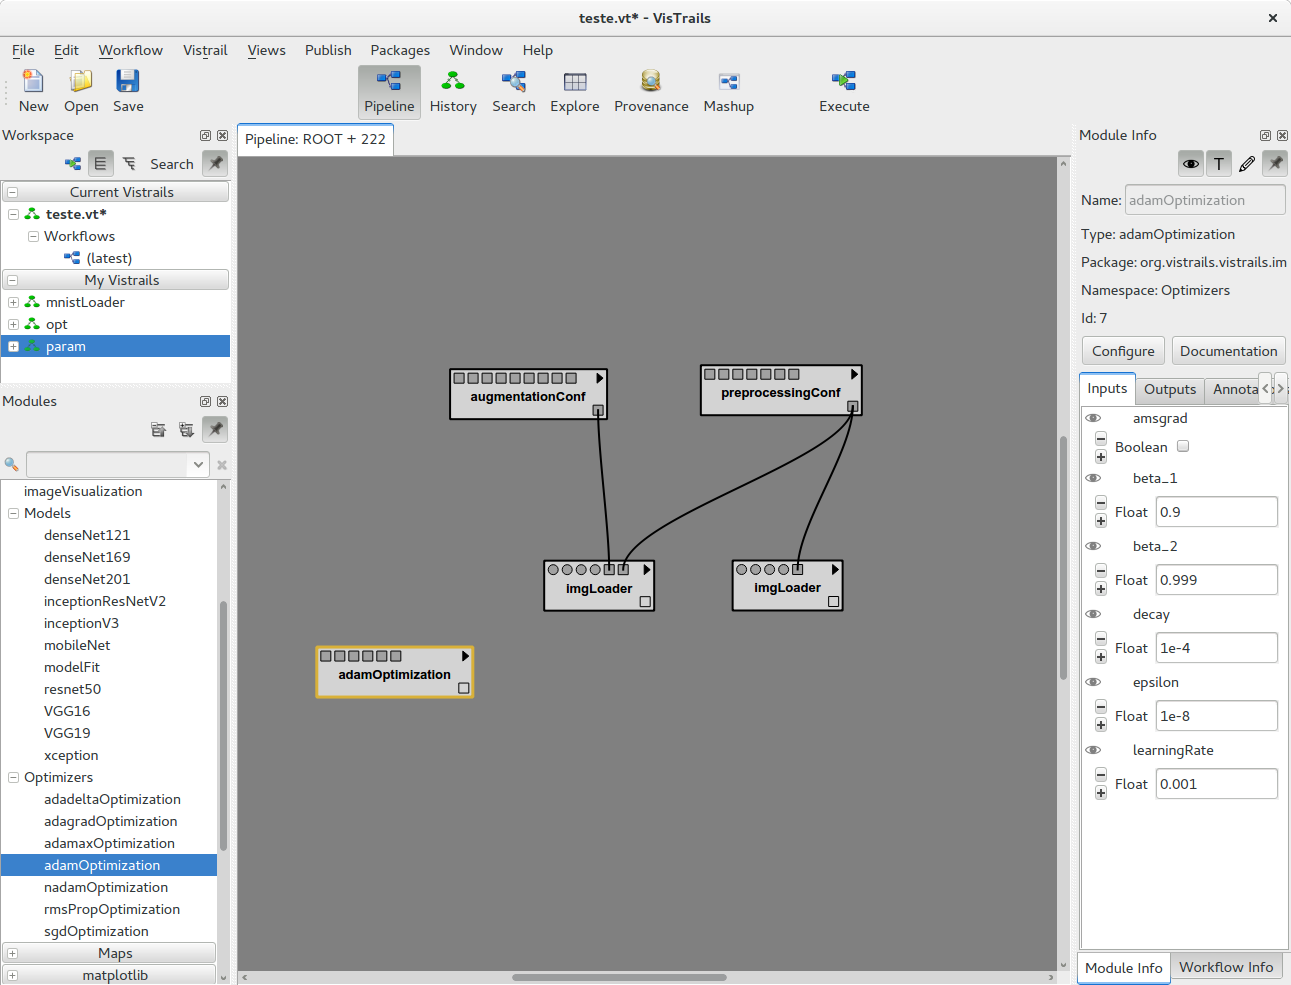 teste.vt* - VisTrails
File Edit Workflow Vistrail Views Publish Packages Window Help
New Open Save Pipeline History Search Explore Provenance Mashup Execute
Workspace
Search
Current Vistrails
teste.vt*
Workflows
(latest)
My Vistrails
mnistLoader
opt
param
Modules
imageVisualization
Models
denseNet121
denseNet169
denseNet201
inceptionResNetV2
inceptionV3
mobileNet
modelFit
resnet50
VGG16
VGG19
xception
Optimizers
adadeltaOptimization
adagradOptimization
adamaxOptimization
adamOptimization
nadamOptimization
rmsPropOptimization
sgdOptimization
Maps
matplotlib
Pipeline: ROOT + 222
augmentationConf
preprocessingConf
imgLoader
imgLoader
adamOptimization
Module Info
T
Name: adamOptimization
Type: adamOptimization
Package: org.vistrails.vistrails.im
Namespace: Optimizers
Id: 7
Configure Documentation
Inputs Outputs Annota
amsgrad
Boolean
beta_1
Float 0.9
beta_2
Float 0.999
decay
Float 1e-4
epsilon
Float 1e-8
learningRate
Float 0.001
Module Info Workflow Info